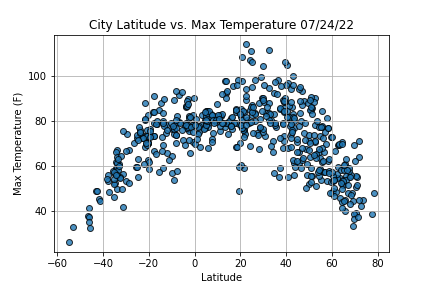 City Latitude vs. Max Temperature 07/24/22
Max Temperature (F)
100
80
60
40
−60 −40 −20 0 20 40 60 80
Latitude